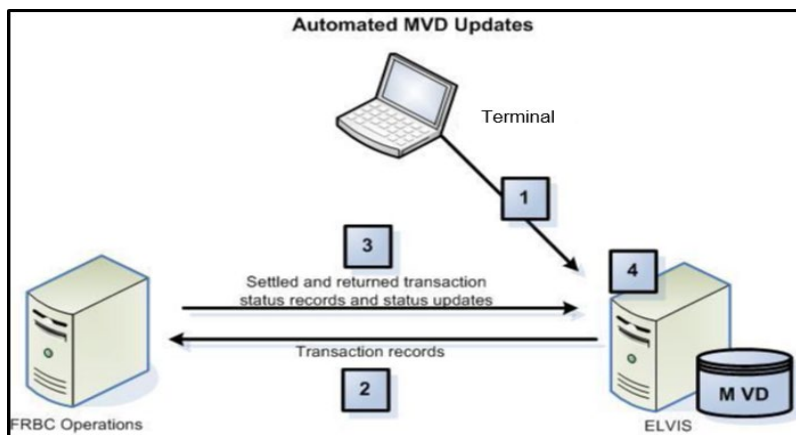 Automated MVD Updates
Terminal
1
3
4
Settled and returned transaction
status records and status updates
Transaction records
2
M VD
FRBC Operations
ELVIS